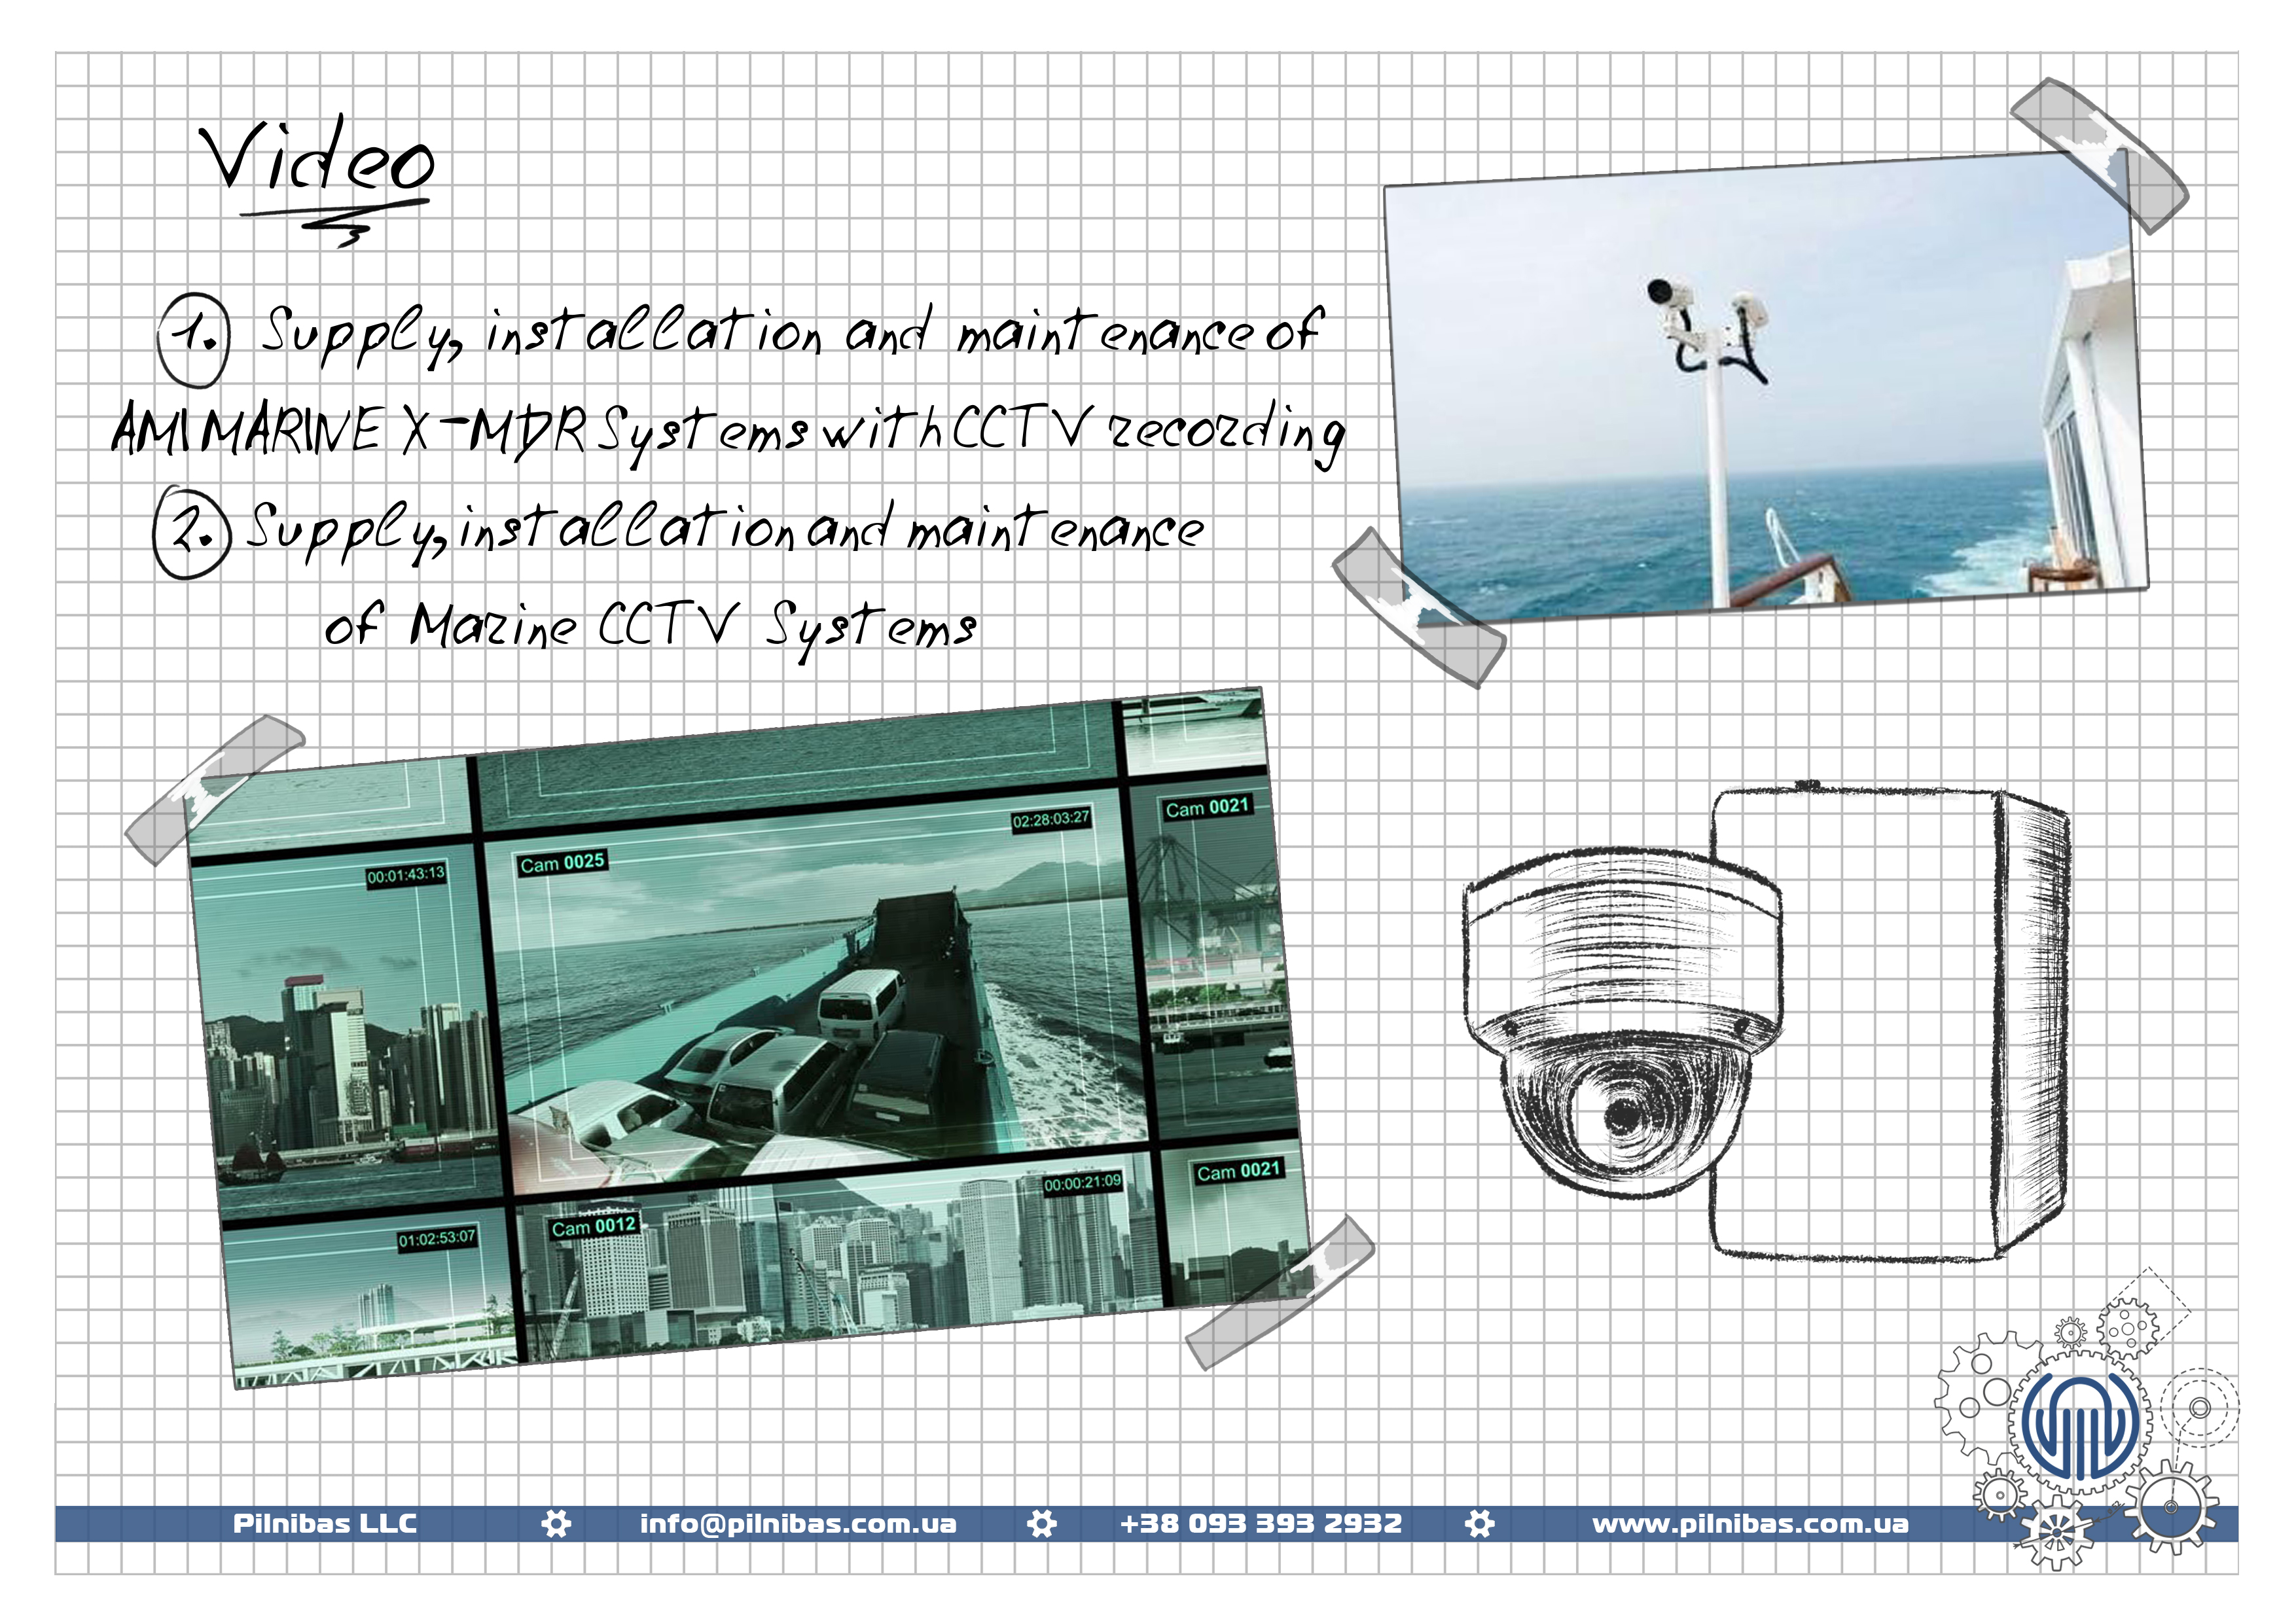 Video
1. Supply, installation and maintenance of
AMI MARINE X-MDR Systems with CCTV recording
2. Supply, installation and maintenance
of Marine CCTV Systems
02:28:03:27
Cam 0021
Cam 0025
00:01:43:13
Cam 0021
00:00:21:09
Cam 0012
01:02:53:07
Pilnibas LLC info@pilnibas.com.ua +38 093 393 2932 www.pilnibas.com.ua